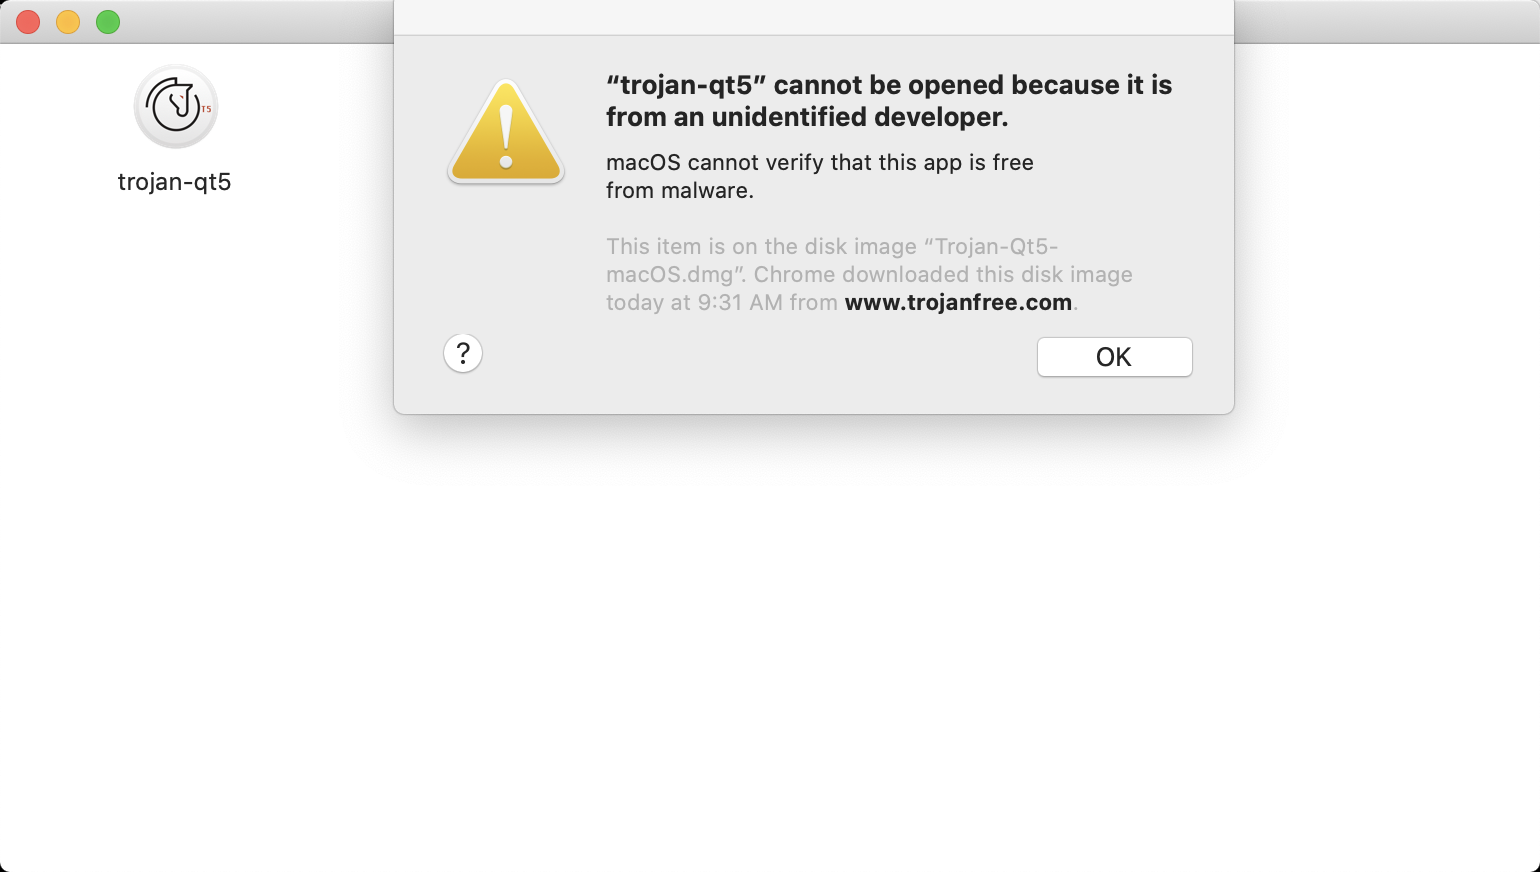 T5
trojan-qt5
“trojan-qt5” cannot be opened because it is
from an unidentified developer.
macOS cannot verify that this app is free
from malware.
This item is on the disk image “Trojan-Qt5-
macOS.dmg”. Chrome downloaded this disk image
today at 9:31 AM from www.trojanfree.com.
?
OK